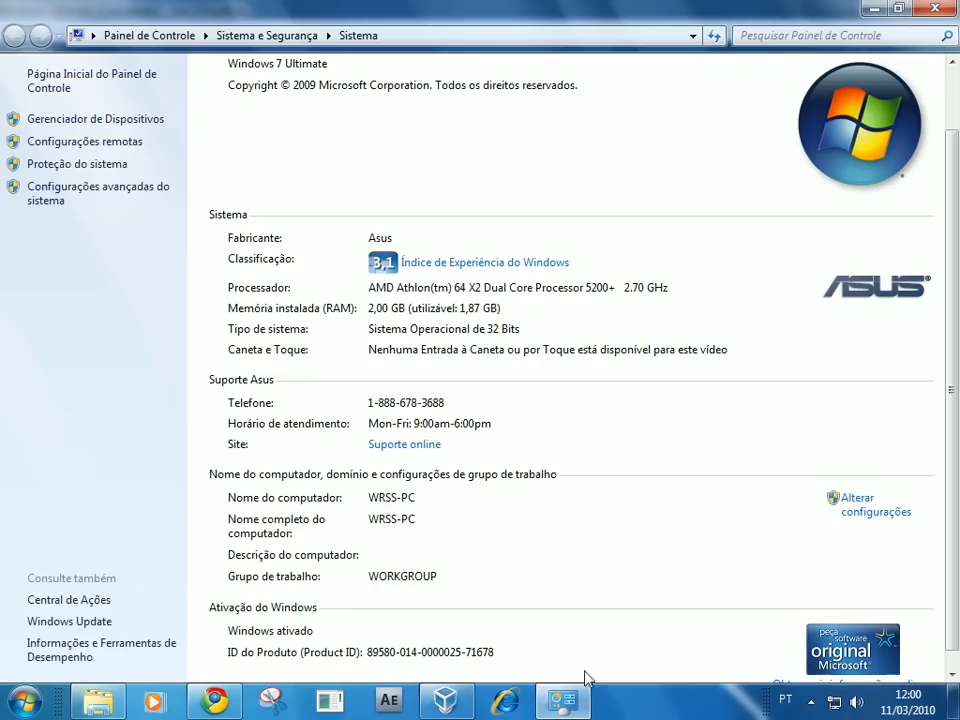 Painel de Controle
Sistema e Segurança
Sistema
Pesquisar Painel de Controle
Página Inicial do Painel de
Controle
Gerenciador de Dispositivos
Configurações remotas
Proteção do sistema
Configurações avançadas do
sistema
Consulte também
Central de Ações
Windows Update
Informações e Ferramentas de
Desempenho
Windows 7 Ultimate
Copyright © 2009 Microsoft Corporation. Todos os direitos reservados.
Sistema
Fabricante: Asus
Classificação: 3,1 Índice de Experiência do Windows
Processador: AMD Athlon(tm) 64 X2 Dual Core Processor 5200+ 2.70 GHz
Memória instalada (RAM): 2,00 GB (utilizável: 1,87 GB)
Tipo de sistema: Sistema Operacional de 32 Bits
Caneta e Toque: Nenhuma Entrada à Caneta ou por Toque está disponível para este vídeo
ASUS®
Suporte Asus
Telefone: 1-888-678-3688
Horário de atendimento: Mon-Fri: 9:00am-6:00pm
Site: Suporte online
Nome do computador, domínio e configurações de grupo de trabalho
Nome do computador: WRSS-PC
Nome completo do
computador: WRSS-PC
Descrição do computador:
Grupo de trabalho: WORKGROUP
Alterar
configurações
Ativação do Windows
Windows ativado
ID do Produto (Product ID): 89580-014-0000025-71678
peça
software
original
Microsoft®
AE
PT
12:00
11/03/2010